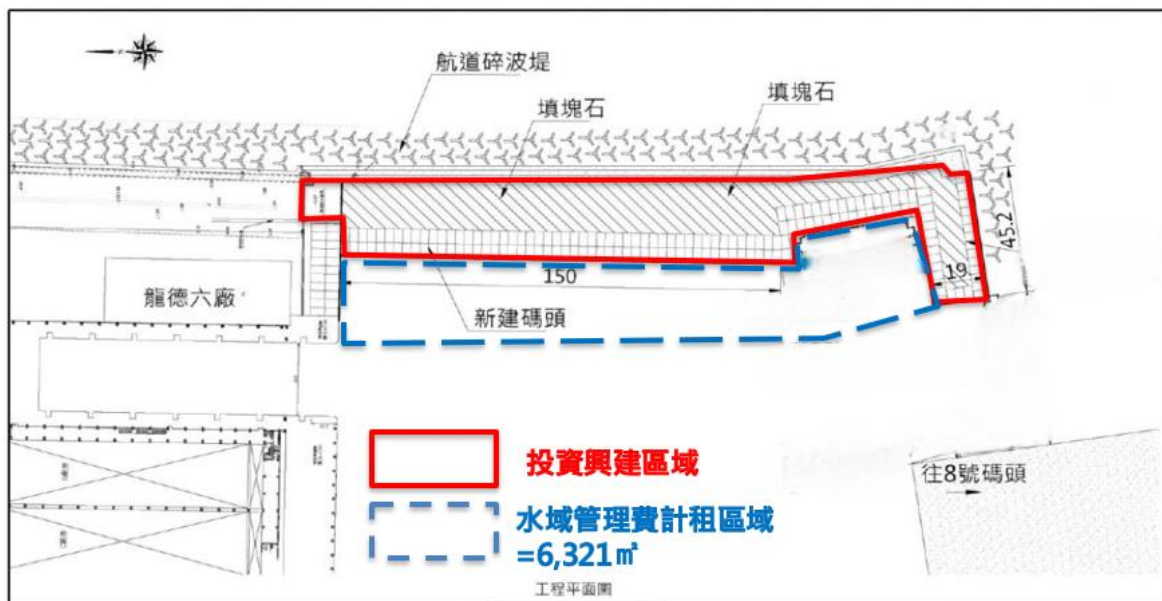 航道碎波堤
填塊石
填塊石
45.2
19
150
龍德六廠
新建碼頭
投資興建區域
往8號碼頭
水域管理費計租區域
=6,321㎡
工程平面圖